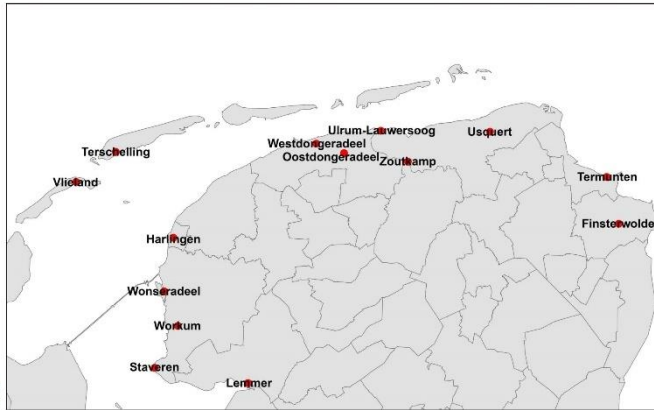 Ulrum-Lauwersoog
Usquert
Westdongeradeel
Oostdongeradeel
Zoutkamp
Terschelling
Termunten
Vlieland
Finsterwolde
Harlingen
Wonseradeel
Workum
Staveren
Lemmer